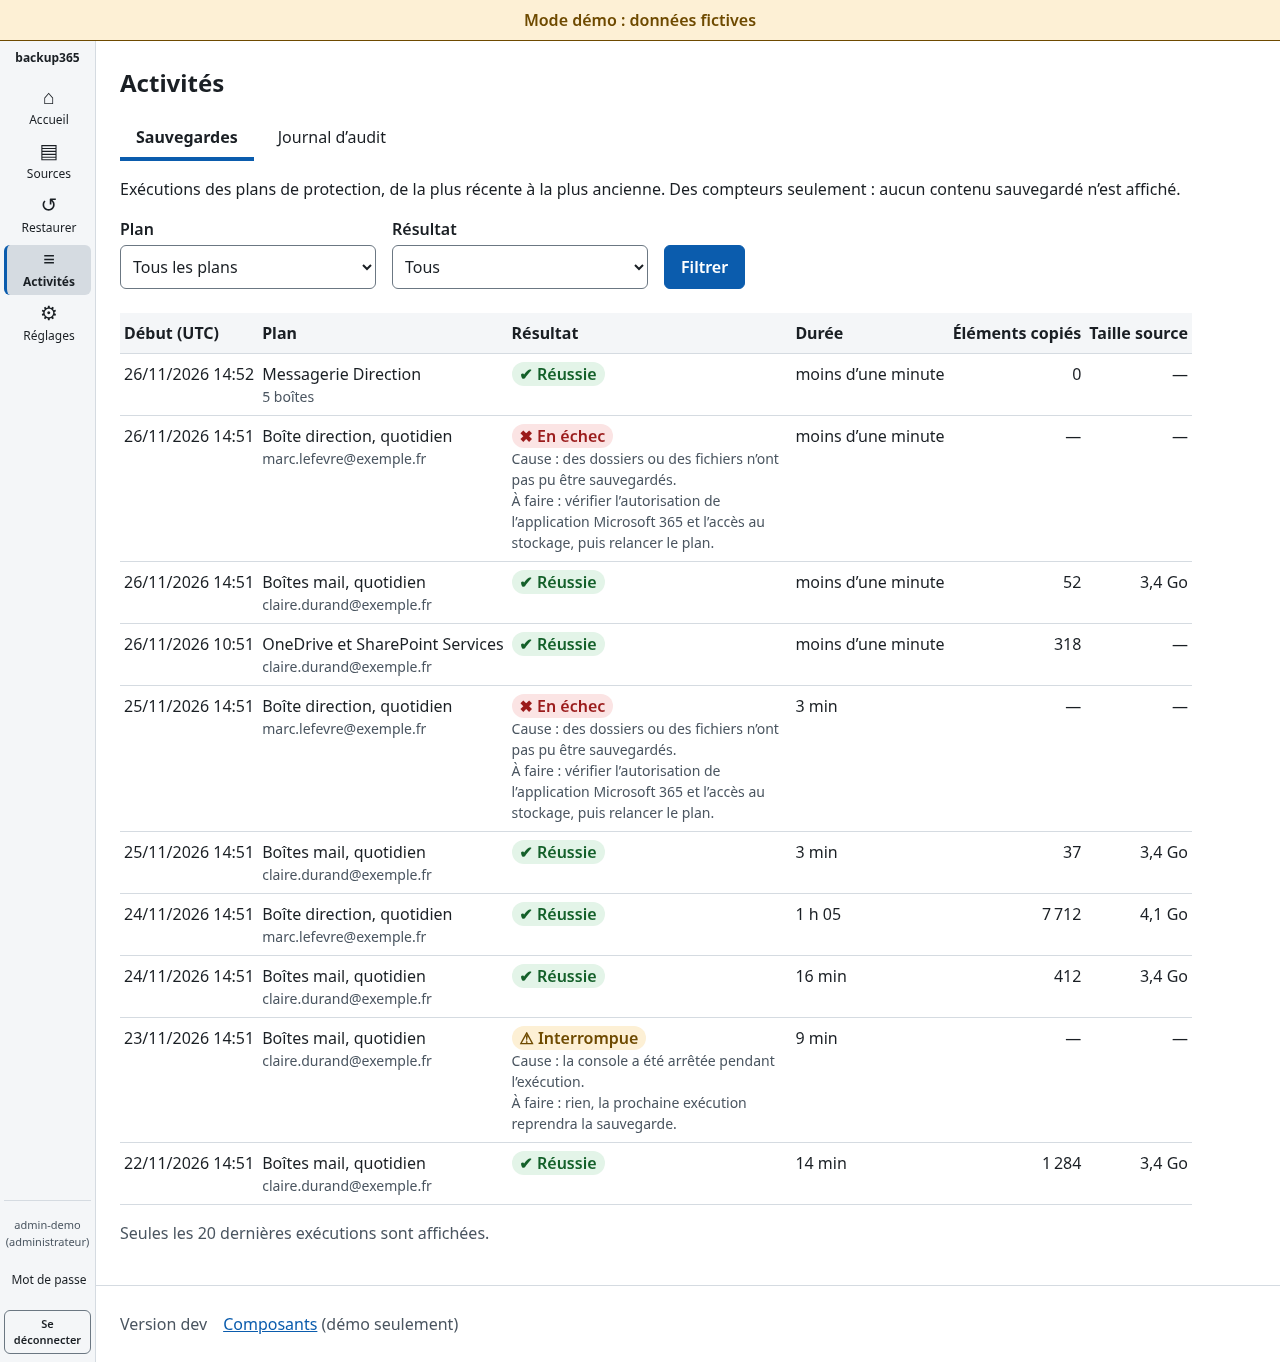 Mode démo : données fictives
backup365
Accueil
Sources
Restaurer
Activités
Réglages
admin-demo
(administrateur)
Mot de passe
Se
déconnecter
Activités
Sauvegardes Journal d’audit
Exécutions des plans de protection, de la plus récente à la plus ancienne. Des compteurs seulement : aucun contenu sauvegardé n’est affiché.
Plan Résultat
Tous les plans Tous Filtrer
Début (UTC) Plan Résultat Durée Éléments copiés Taille source
26/11/2026 14:52 Messagerie Direction ✔ Réussie moins d’une minute 0 —
5 boîtes
26/11/2026 14:51 Boîte direction, quotidien ✖ En échec moins d’une minute — —
marc.lefevre@exemple.fr Cause : des dossiers ou des fichiers n’ont
pas pu être sauvegardés.
À faire : vérifier l’autorisation de
l’application Microsoft 365 et l’accès au
stockage, puis relancer le plan.
26/11/2026 14:51 Boîtes mail, quotidien ✔ Réussie moins d’une minute 52 3,4 Go
claire.durand@exemple.fr
26/11/2026 10:51 OneDrive et SharePoint Services ✔ Réussie moins d’une minute 318 —
claire.durand@exemple.fr
25/11/2026 14:51 Boîte direction, quotidien ✖ En échec 3 min — —
marc.lefevre@exemple.fr Cause : des dossiers ou des fichiers n’ont
pas pu être sauvegardés.
À faire : vérifier l’autorisation de
l’application Microsoft 365 et l’accès au
stockage, puis relancer le plan.
25/11/2026 14:51 Boîtes mail, quotidien ✔ Réussie 3 min 37 3,4 Go
claire.durand@exemple.fr
24/11/2026 14:51 Boîte direction, quotidien ✔ Réussie 1 h 05 7 712 4,1 Go
marc.lefevre@exemple.fr
24/11/2026 14:51 Boîtes mail, quotidien ✔ Réussie 16 min 412 3,4 Go
claire.durand@exemple.fr
23/11/2026 14:51 Boîtes mail, quotidien ⚠ Interrompue 9 min — —
claire.durand@exemple.fr Cause : la console a été arrêtée pendant
l’exécution.
À faire : rien, la prochaine exécution
reprendra la sauvegarde.
22/11/2026 14:51 Boîtes mail, quotidien ✔ Réussie 14 min 1 284 3,4 Go
claire.durand@exemple.fr
Seules les 20 dernières exécutions sont affichées.
Version dev Composants (démo seulement)